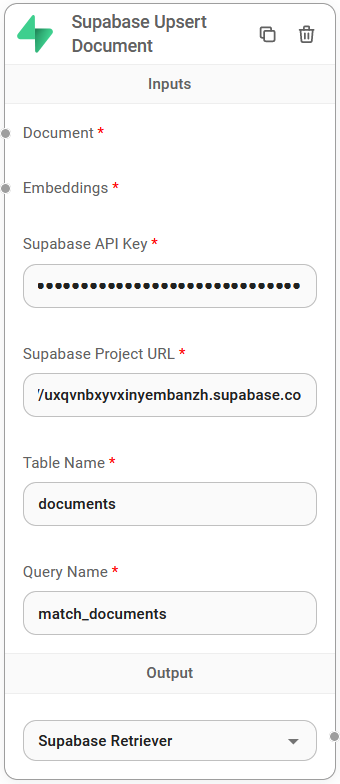 Supabase Upsert
Document
Inputs
Document *
Embeddings *
Supabase API Key *
••••••••••••••••••••••••••••••
Supabase Project URL *
/uxqvnbxyvxinyembanzh.supabase.co
Table Name *
documents
Query Name *
match_documents
Output
Supabase Retriever